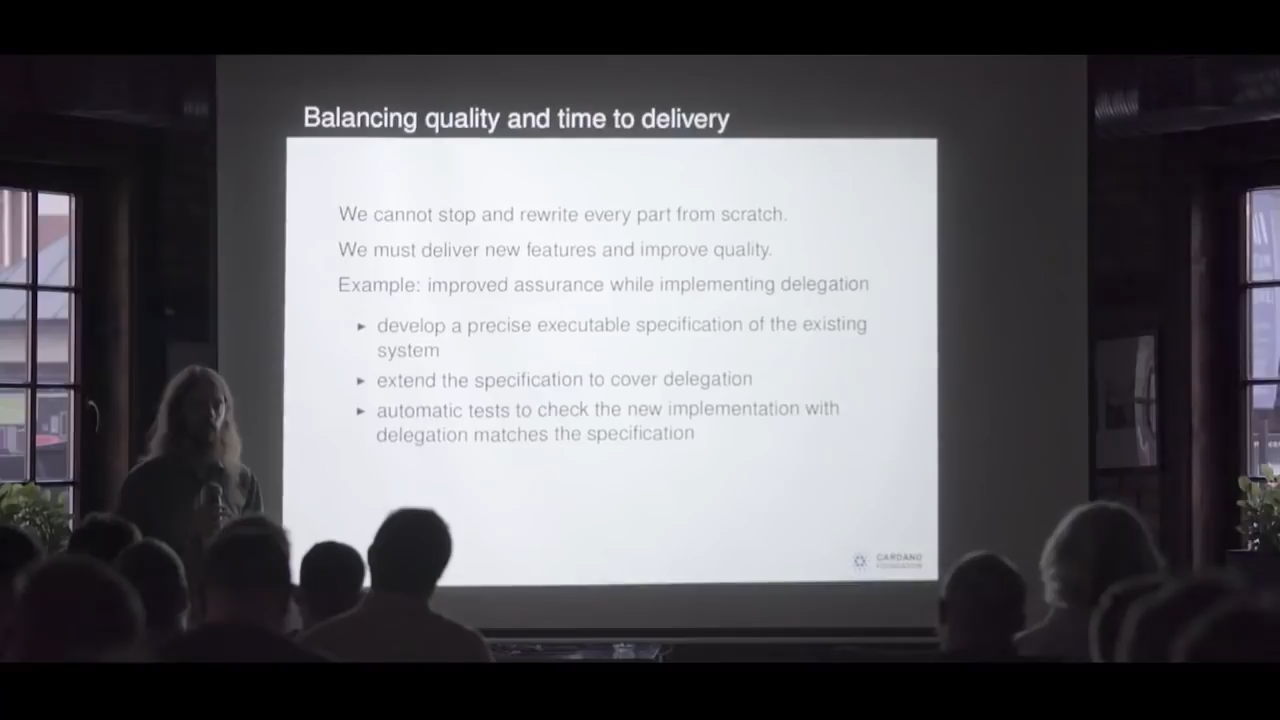 Balancing quality and time to delivery
We cannot stop and rewrite every part from scratch.
We must deliver new features and improve quality.
Example: improved assurance while implementing delegation
▸ develop a precise executable specification of the existing
system
▸ extend the specification to cover delegation
▸ automatic tests to check the new implementation with
delegation matches the specification
CARDANO
FOUNDATION